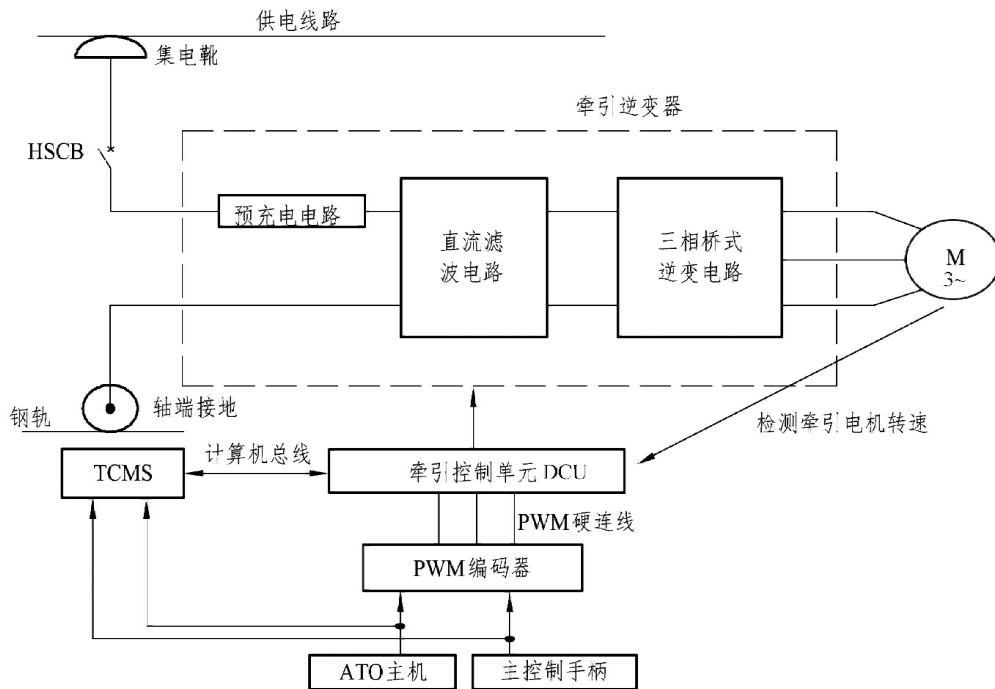 供电线路
集电靴
牵引逆变器
HSCB
预充电电路
直流滤
波电路
三相桥式
逆变电路
M
3~
钢轨
轴端接地
检测牵引电机转速
计算机总线
TCMS
牵引控制单元 DCU
PWM硬连线
PWM编码器
ATO主机
主控制手柄